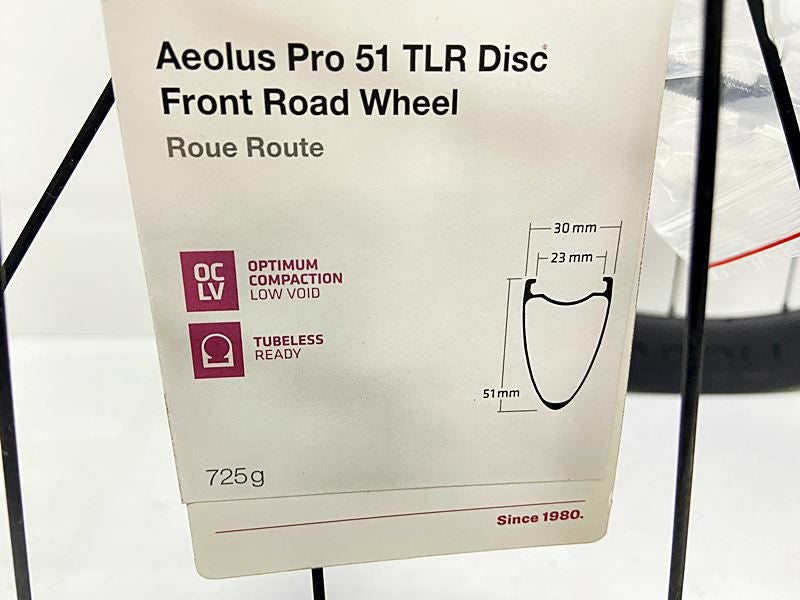 Aeolus Pro 51 TLR Disc
Front Road Wheel
Roue Route
OC
LV
OPTIMUM
COMPACTION
LOW VOID
TUBELESS
READY
30 mm
23 mm
51mm
725g
Since 1980.